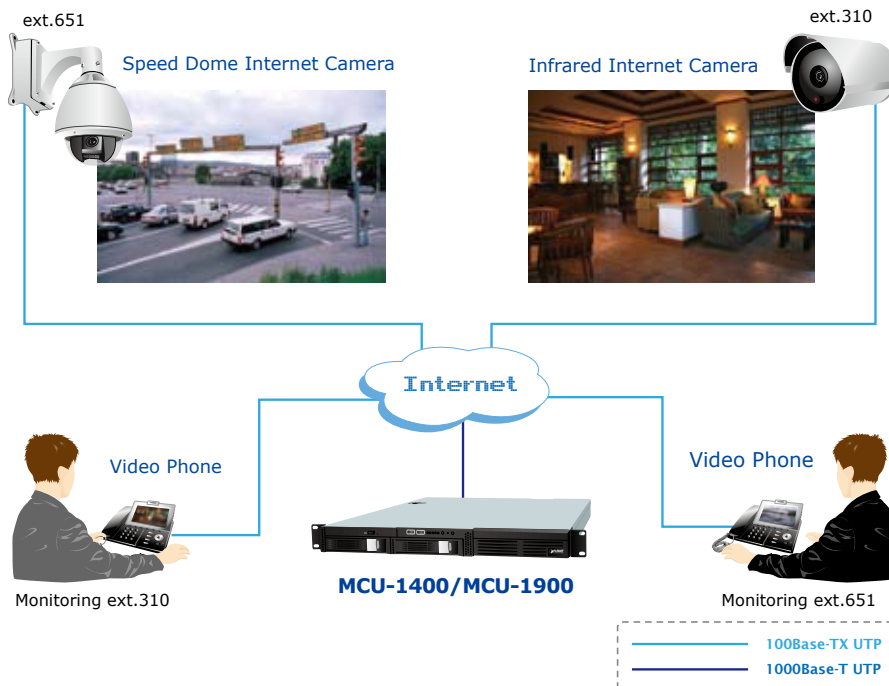 ext.651
ext.310
Speed Dome Internet Camera
Infrared Internet Camera
Internet
Video Phone
Video Phone
MCU-1400/MCU-1900
Monitoring ext.310
Monitoring ext.651
100Base-TX UTP
1000Base-T UTP